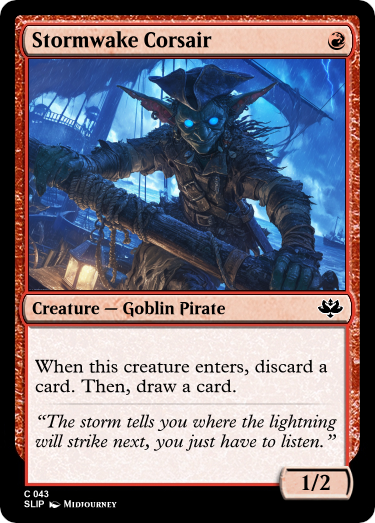 Stormwake Corsair
Creature — Goblin Pirate
When this creature enters, discard a
card. Then, draw a card.
“The storm tells you where the lightning
will strike next, you just have to listen.”
1/2
C 043
SLIP Midjourney